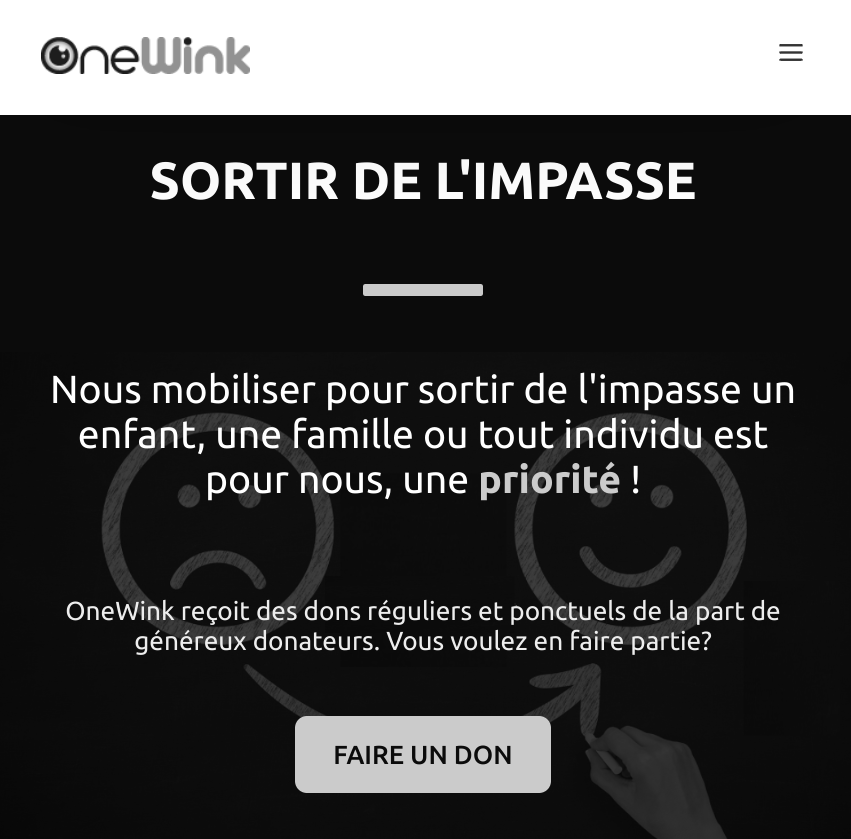 OneWink
SORTIR DE L'IMPASSE
Nous mobiliser pour sortir de l'impasse un
enfant, une famille ou tout individu est
pour nous, une priorité !
OneWink reçoit des dons réguliers et ponctuels de la part de
généreux donateurs. Vous voulez en faire partie?
FAIRE UN DON